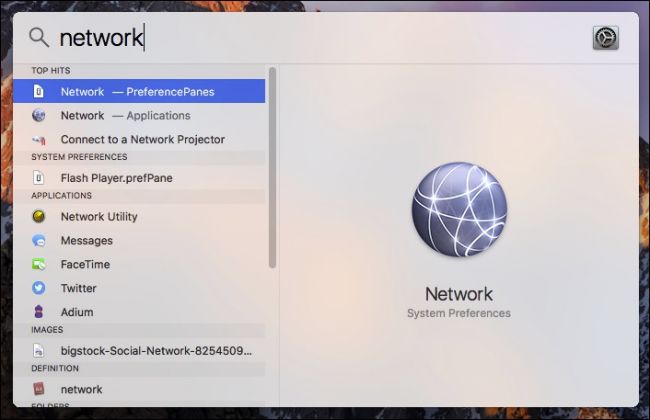 network
TOP HITS
Network — PreferencePanes
Network — Applications
Connect to a Network Projector
SYSTEM PREFERENCES
Flash Player.prefPane
APPLICATIONS
Network Utility
Messages
FaceTime
Twitter
Adium
IMAGES
bigstock-Social-Network-8254509...
DEFINITION
network
FOLDERS
Network
System Preferences